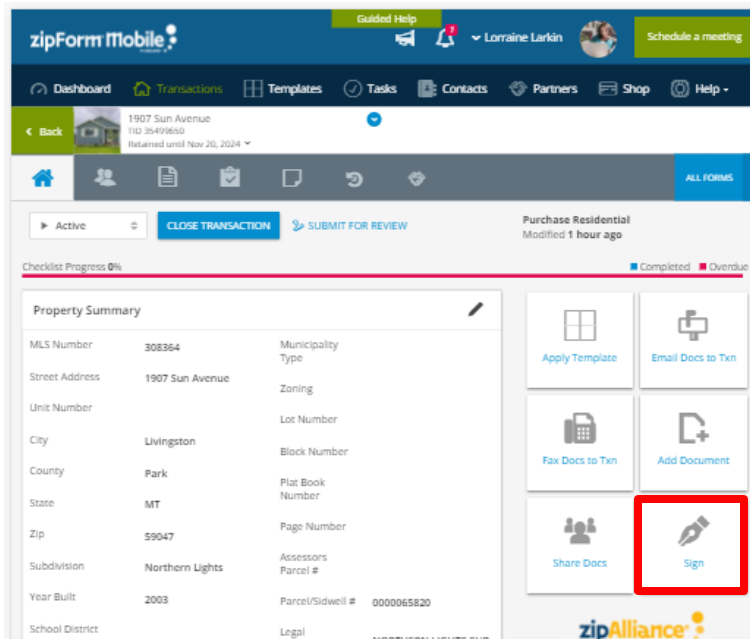 Guided Help
zipForm Mobile
7
Lorraine Larkin
Schedule a meeting
Dashboard
Transactions
Templates
Tasks
Contacts
Partners
Shop
Help
Back
1907 Sun Avenue
TID 35499650
Retained until Nov 20, 2024
ALL FORMS
Active
CLOSE TRANSACTION
SUBMIT FOR REVIEW
Purchase Residential
Modified 1 hour ago
Checklist Progress 0%
Completed
Overdue
Property Summary
MLS Number 308364
Street Address 1907 Sun Avenue
Unit Number
City Livingston
County Park
State MT
Zip 59047
Subdivision Northern Lights
Year Built 2003
School District
Municipality
Type
Zoning
Lot Number
Block Number
Plat Book
Number
Page Number
Assessors
Parcel #
Parcel/Sidwell # 0000065820
Legal
NORTHERN LIGHTS SUB
Apply Template
Email Docs to Txn
Fax Docs to Txn
Add Document
Share Docs
Sign
zipAlliance